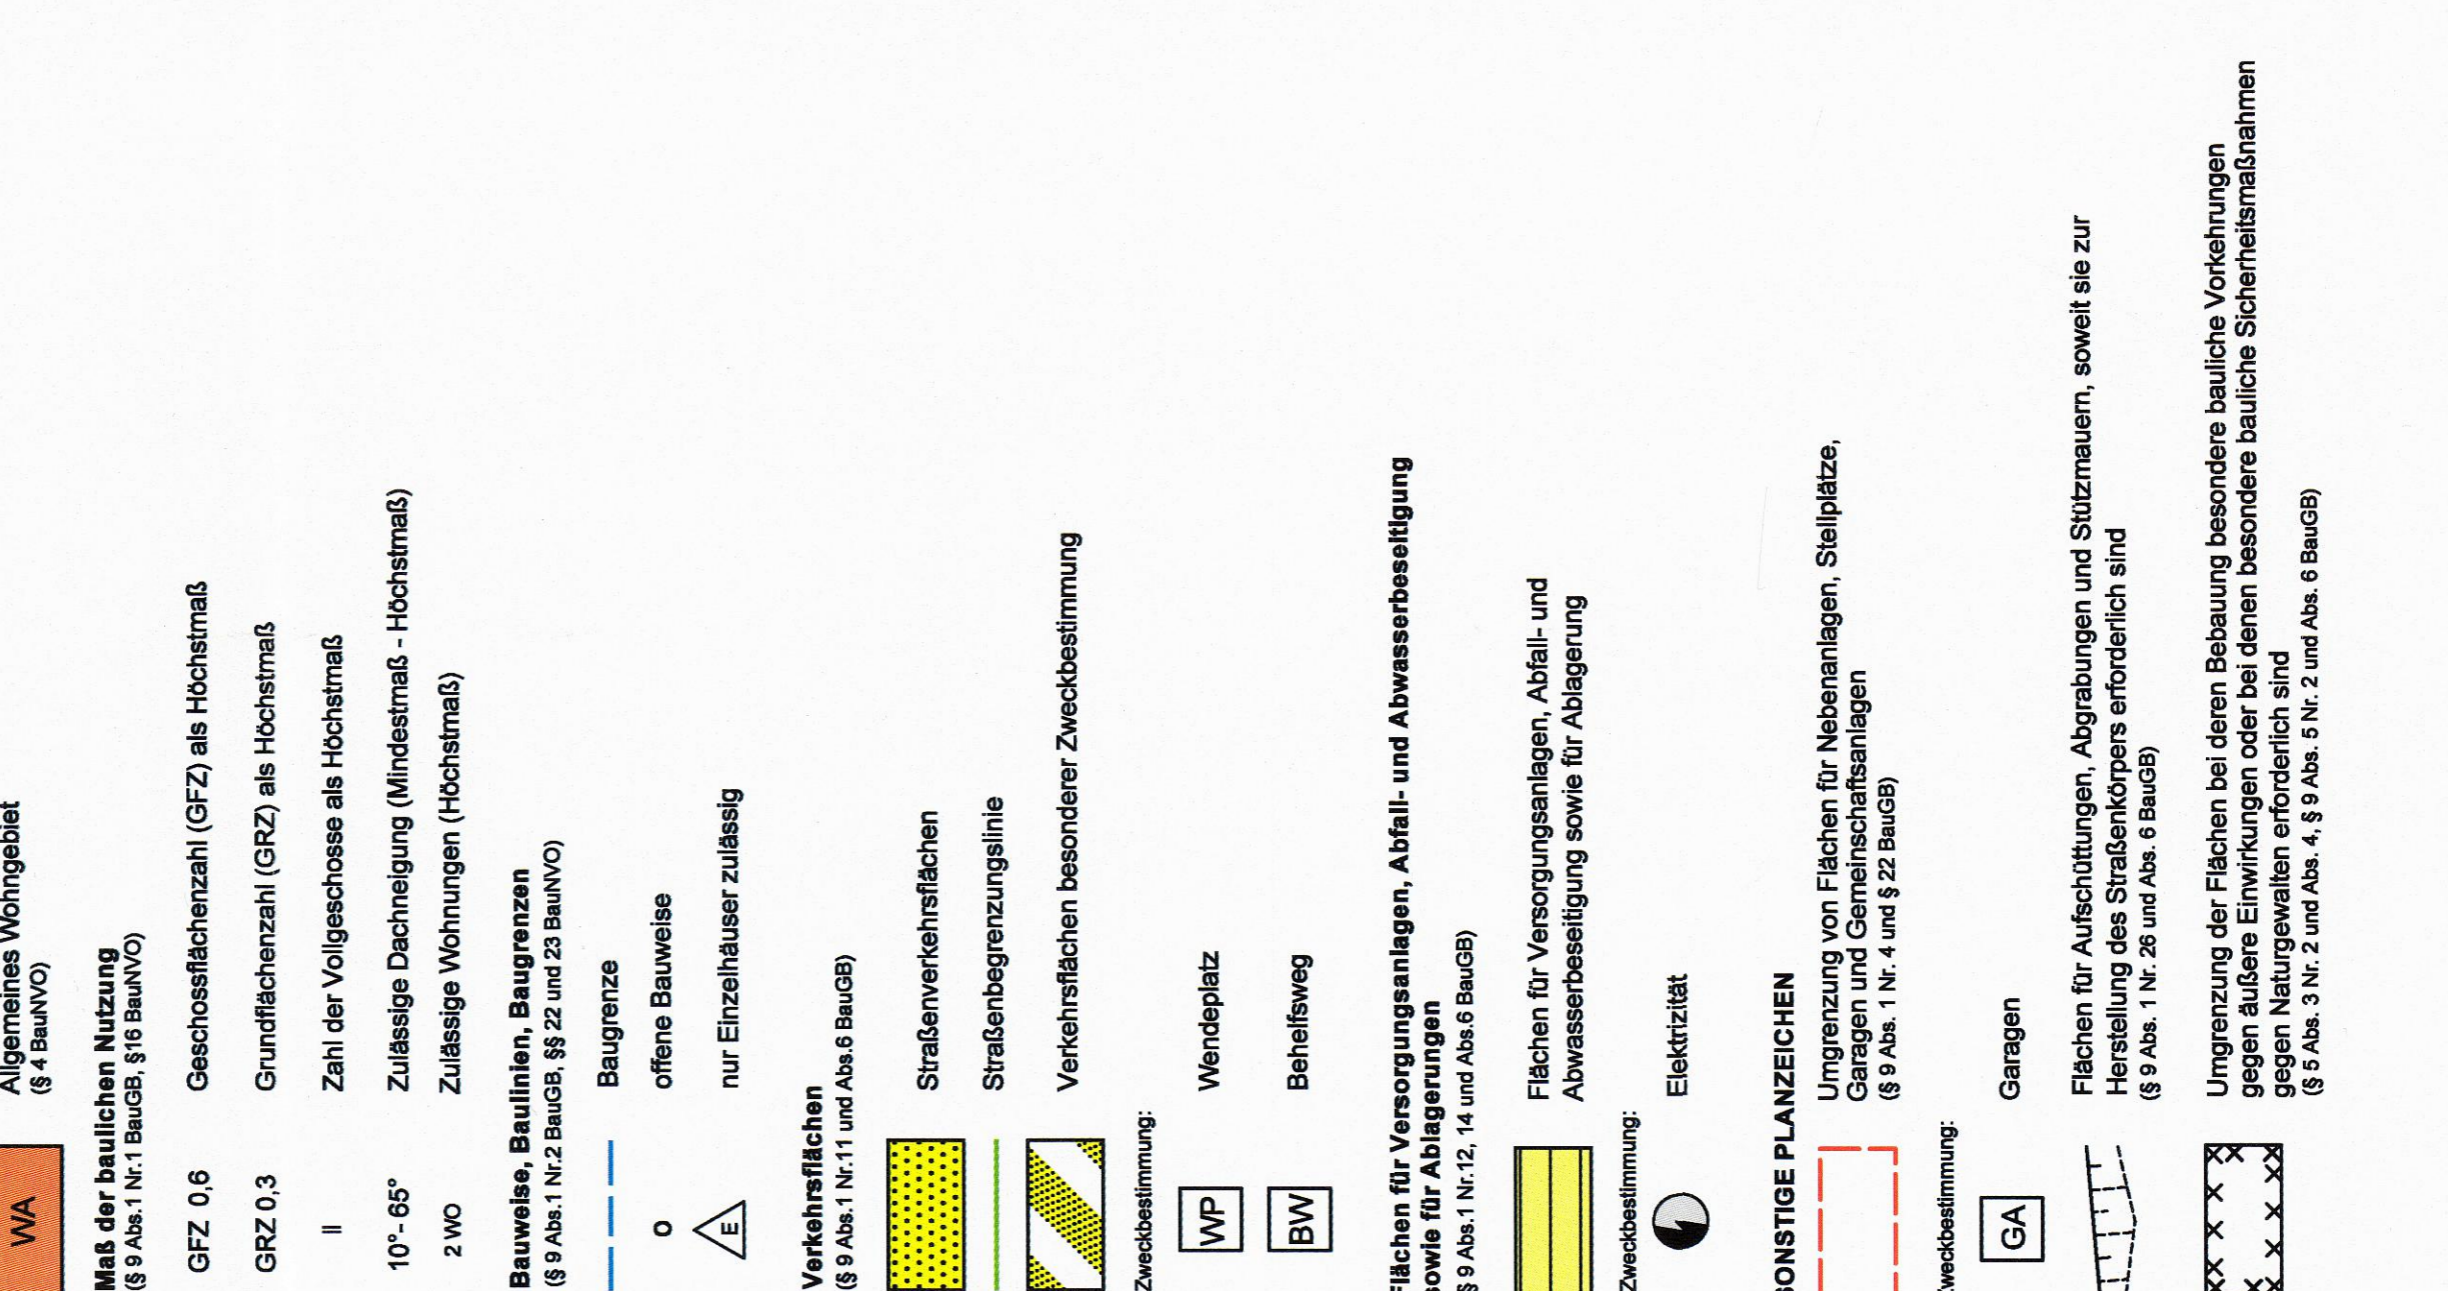 WA Allgemeines Wohngebiet
(§ 4 BauNVO)
Maß der baulichen Nutzung
(§ 9 Abs.1 Nr.1 BauGB, §16 BauNVO)
GFZ 0,6 Geschossflächenzahl (GFZ) als Höchstmaß
GRZ 0,3 Grundflächenzahl (GRZ) als Höchstmaß
II Zahl der Vollgeschosse als Höchstmaß
10°- 65° Zulässige Dachneigung (Mindestmaß - Höchstmaß)
2 WO Zulässige Wohnungen (Höchstmaß)
Bauweise, Baulinien, Baugrenzen
(§ 9 Abs.1 Nr.2 BauGB, §§ 22 und 23 BauNVO)
Baugrenze
o offene Bauweise
E nur Einzelhäuser zulässig
Verkehrsflächen
(§ 9 Abs.1 Nr.11 und Abs.6 BauGB)
Straßenverkehrsflächen
Straßenbegrenzungslinie
Verkehrsflächen besonderer Zweckbestimmung
Zweckbestimmung:
WP Wendeplatz
BW Behelfsweg
Flächen für Versorgungsanlagen, Abfall- und Abwasserbeseitigung
sowie für Ablagerungen
§ 9 Abs.1 Nr.12, 14 und Abs.6 BauGB)
Flächen für Versorgungsanlagen, Abfall- und
Abwasserbeseitigung sowie für Ablagerung
Zweckbestimmung:
Elektrizität
SONSTIGE PLANZEICHEN
Umgrenzung von Flächen für Nebenanlagen, Stellplätze,
Garagen und Gemeinschaftsanlagen
(§ 9 Abs. 1 Nr. 4 und § 22 BauGB)
weckbestimmung:
GA Garagen
Flächen für Aufschüttungen, Abgrabungen und Stützmauern, soweit sie zur
Herstellung des Straßenkörpers erforderlich sind
(§ 9 Abs. 1 Nr. 26 und Abs. 6 BauGB)
Umgrenzung der Flächen bei deren Bebauung besondere bauliche Vorkehrungen
gegen äußere Einwirkungen oder bei denen besondere bauliche Sicherheitsmaßnahmen
gegen Naturgewalten erforderlich sind
(§ 5 Abs. 3 Nr. 2 und Abs. 4, § 9 Abs. 5 Nr. 2 und Abs. 6 BauGB)